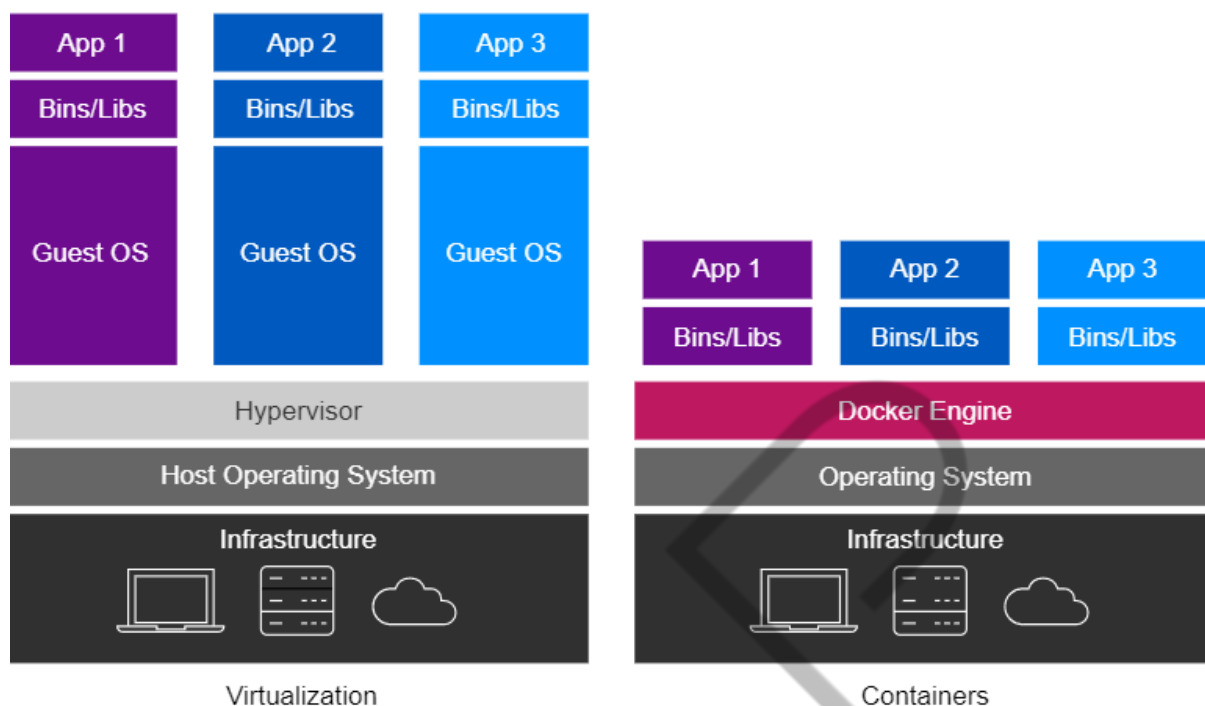 App 1
App 2
App 3
Bins/Libs
Bins/Libs
Bins/Libs
Guest OS
Guest OS
Guest OS
Hypervisor
Host Operating System
Infrastructure
Virtualization
App 1
App 2
App 3
Bins/Libs
Bins/Libs
Bins/Libs
Docker Engine
Operating System
Infrastructure
Containers